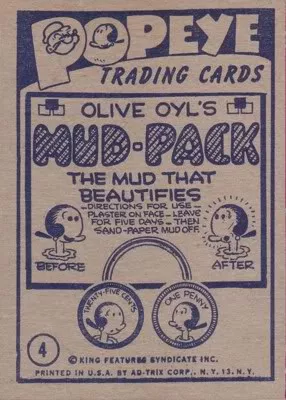 POPEYE
TRADING CARDS
OLIVE OYL'S
MUD-PACK
THE MUD THAT
BEAUTIFIES
—DIRECTIONS FOR USE—
PLASTER ON FACE—LEAVE
FOR FIVE DAYS—THEN
SAND-PAPER MUD OFF.
BEFORE
AFTER
TWENTY-FIVE CENTS
ONE PENNY
4
© KING FEATURES SYNDICATE INC.
PRINTED IN U.S.A. BY AD-TRIX CORP., N.Y. 13, N.Y.